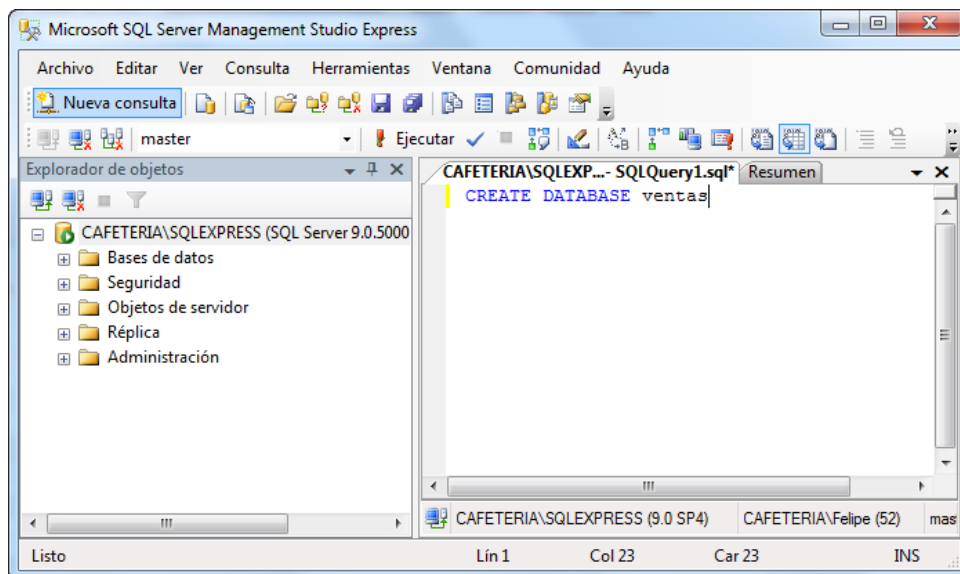 Microsoft SQL Server Management Studio Express
Archivo Editar Ver Consulta Herramientas Ventana Comunidad Ayuda
Nueva consulta
master Ejecutar
Explorador de objetos
CAFETERIA\SQLEXP...- SQLQuery1.sql* Resumen
CREATE DATABASE ventas
CAFETERIA\SQLEXPRESS (SQL Server 9.0.5000
Bases de datos
Seguridad
Objetos de servidor
Réplica
Administración
CAFETERIA\SQLEXPRESS (9.0 SP4) CAFETERIA\Felipe (52) mas
Listo Lín 1 Col 23 Car 23 INS